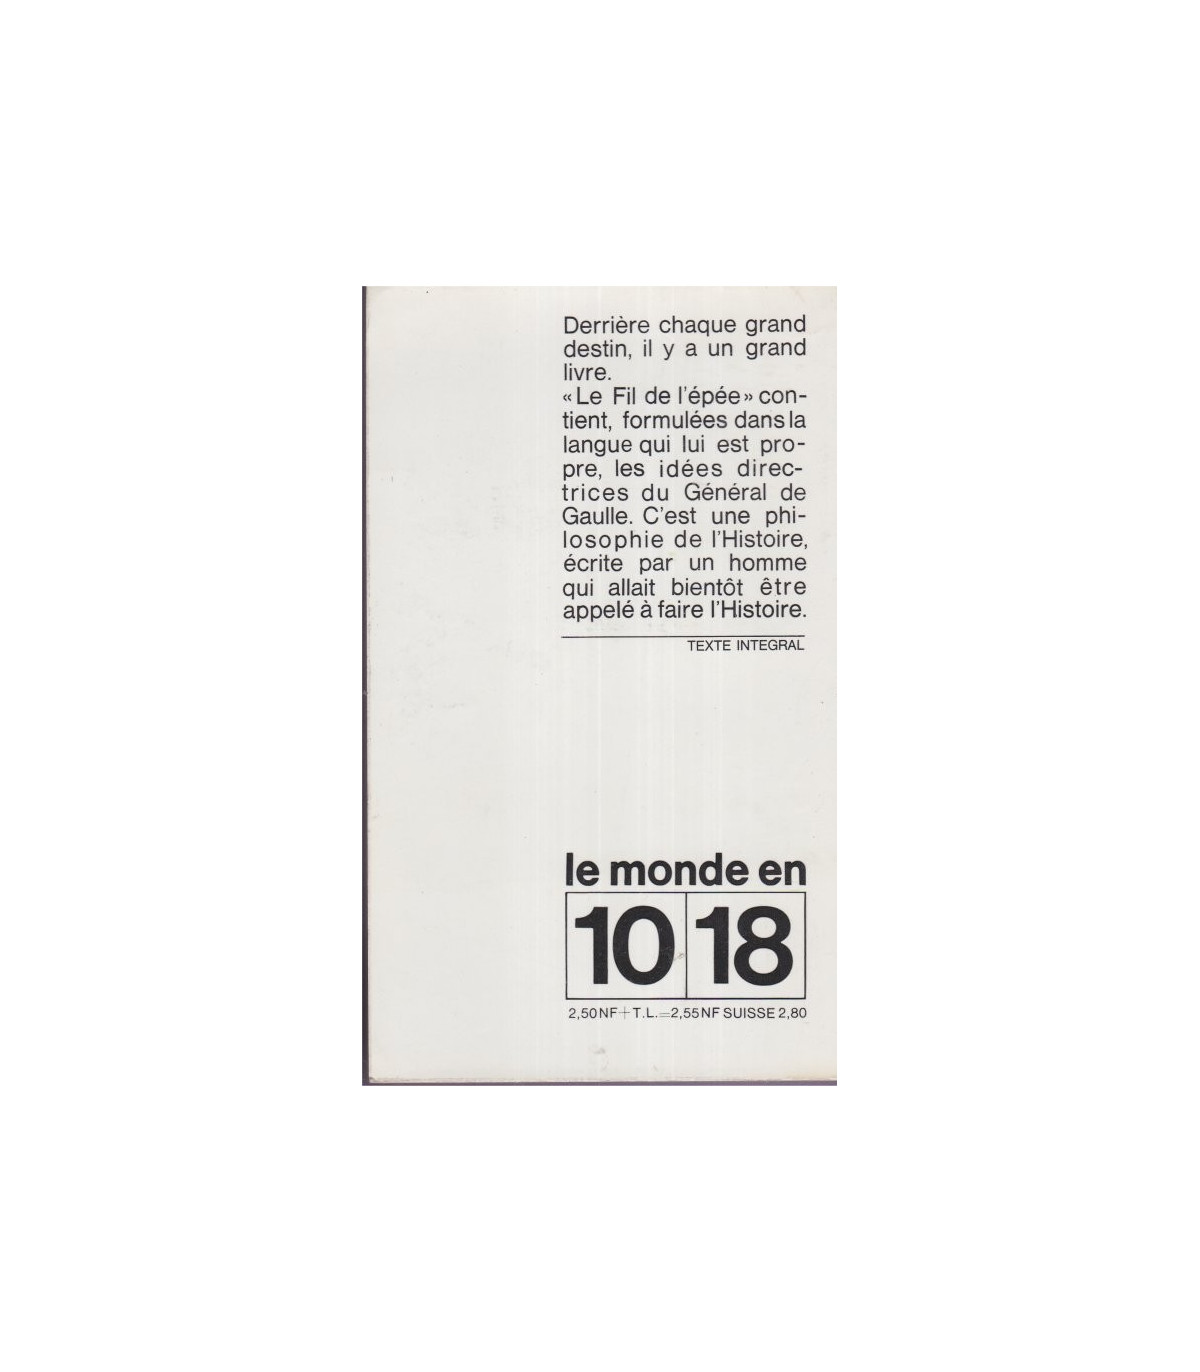 Derrière chaque grand
destin, il y a un grand
livre.
« Le Fil de l'épée » con-
tient, formulées dans la
langue qui lui est pro-
pre, les idées direc-
trices du Général de
Gaulle. C'est une phi-
losophie de l'Histoire,
écrite par un homme
qui allait bientôt être
appelé à faire l'Histoire.
TEXTE INTEGRAL
le monde en
10 18
2,50 NF + T.L. = 2,55 NF SUISSE 2,80